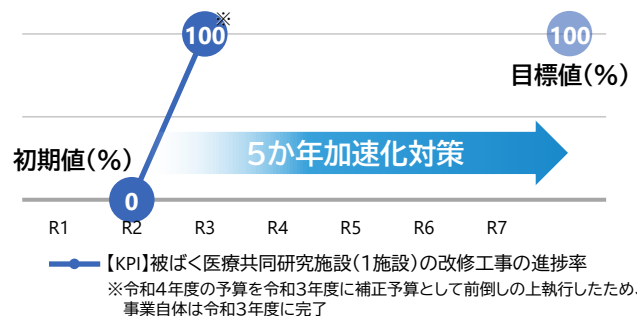 ※
100
100
目標値(%)
5か年加速化対策
初期値(%)
0
R1 R2 R3 R4 R5 R6 R7
【KPI】被ばく医療共同研究施設(1施設)の改修工事の進捗率
※令和4年度の予算を令和3年度に補正予算として前倒しの上執行したため、
事業自体は令和3年度に完了